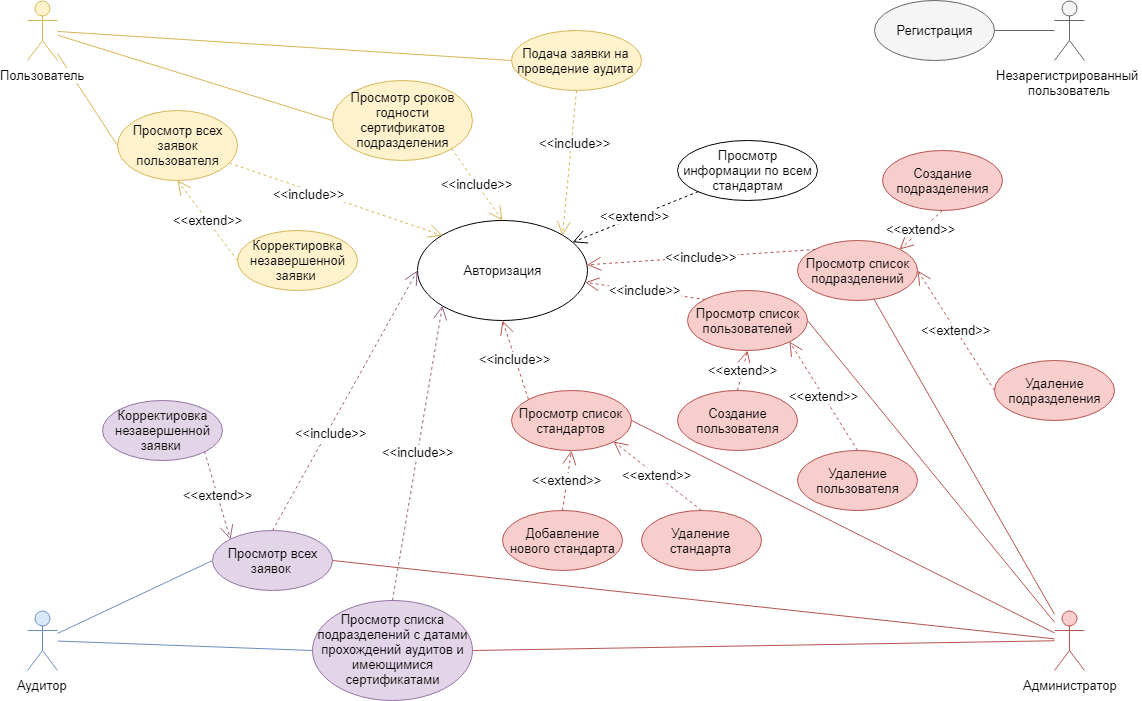 Пользователь
Подача заявки на
проведение аудита
Регистрация
Незарегистрированный
пользователь
Просмотр сроков
годности
сертификатов
подразделения
Просмотр всех
заявок
пользователя
<<include>>
<<include>>
<<include>>
<<extend>>
Корректировка
незавершенной
заявки
Авторизация
Просмотр
информации по всем
стандартам
<<extend>>
Создание
подразделения
<<extend>>
<<include>>
Просмотр список
подразделений
<<include>>
Просмотр список
пользователей
<<extend>>
Удаление
подразделения
<<extend>>
<<extend>>
Создание
пользователя
Удаление
пользователя
<<include>>
Просмотр список
стандартов
<<extend>>
<<extend>>
Добавление
нового стандарта
Удаление
стандарта
Корректировка
незавершенной
заявки
<<include>>
<<include>>
<<extend>>
Просмотр всех
заявок
Просмотр списка
подразделений с датами
прохождений аудитов и
имеющимися
сертификатами
Аудитор
Администратор